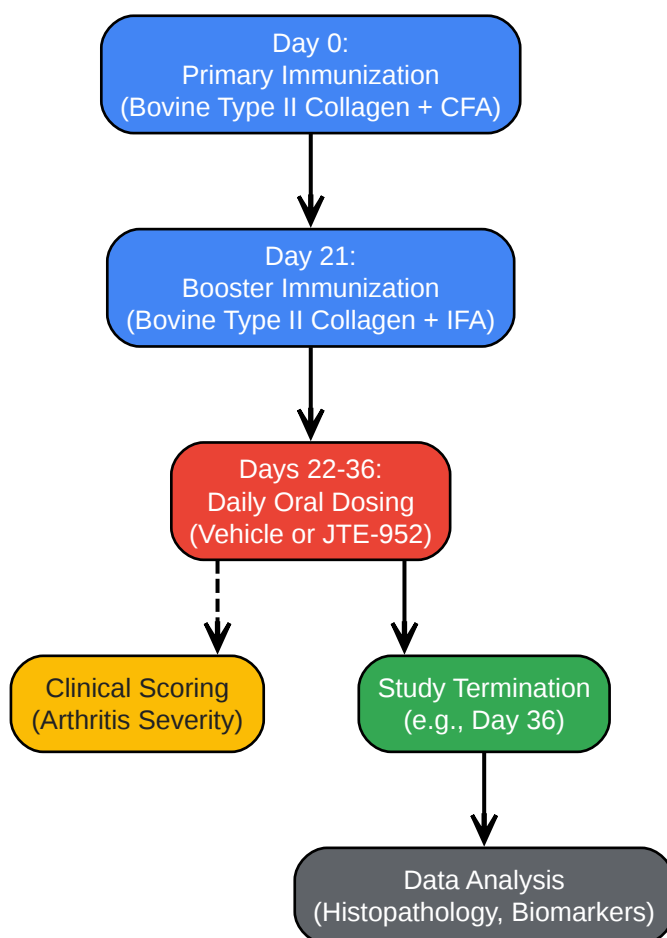 Day 0:
Primary Immunization
(Bovine Type II Collagen + CFA)
Day 21:
Booster Immunization
(Bovine Type II Collagen + IFA)
Days 22-36:
Daily Oral Dosing
(Vehicle or JTE-952)
Clinical Scoring
(Arthritis Severity)
Study Termination
(e.g., Day 36)
Data Analysis
(Histopathology, Biomarkers)